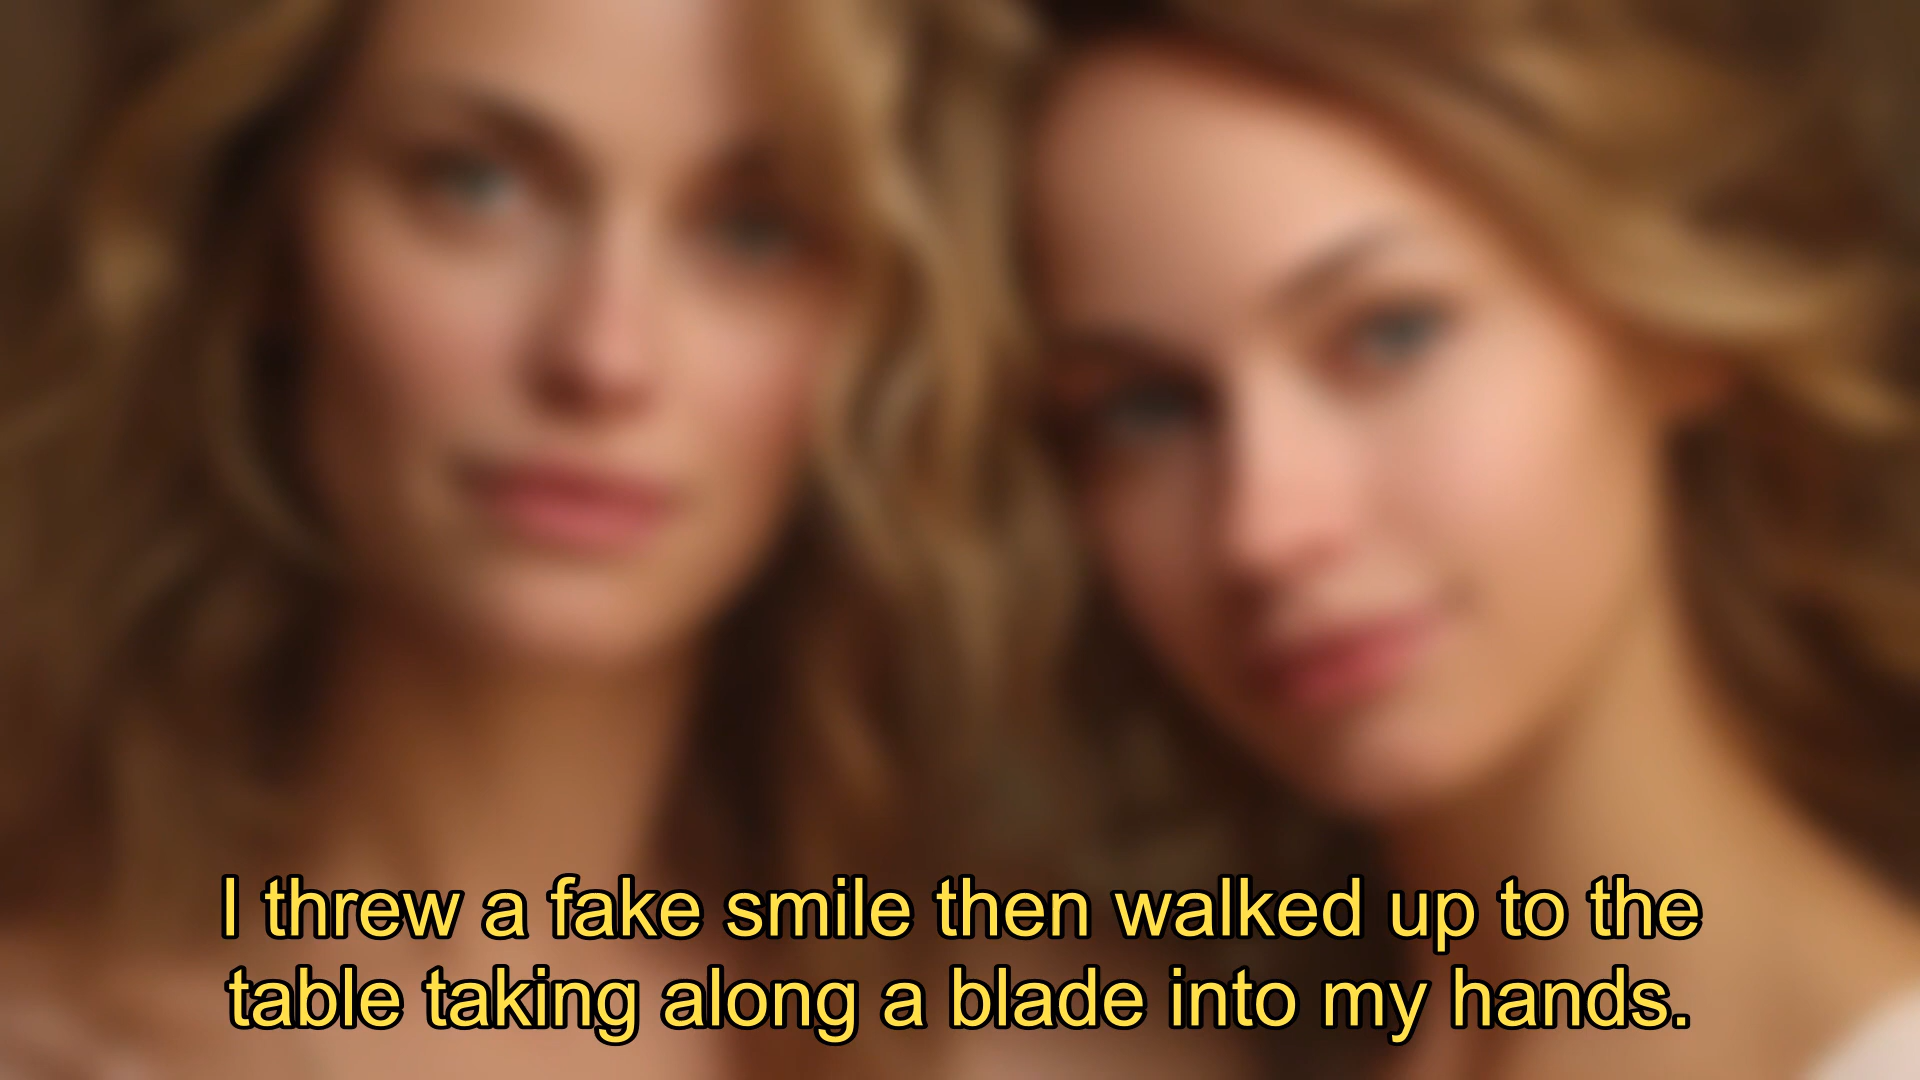 I threw a fake smile then walked up to the
table taking along a blade into my hands.